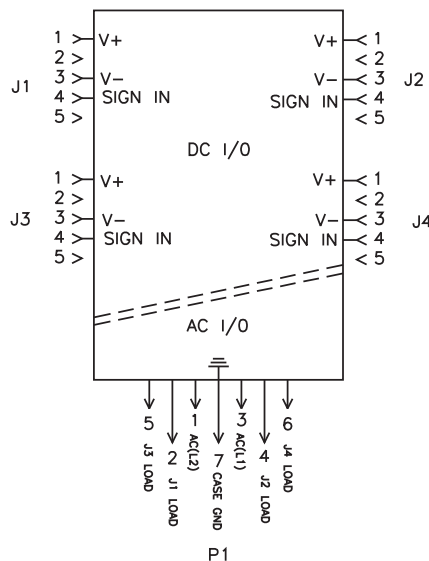 1 V+ V+ 1
2 2
J1 3 V− V− 3 J2
4 SIGN IN SIGN IN 4
5 5
DC I/O
1 V+ V+ 1
2 2
J3 3 V− V− 3 J4
4 SIGN IN SIGN IN 4
5 5
AC I/O
5 J3 LOAD
2 J1 LOAD
1 AC(L2)
7 CASE GND
3 AC(L1)
4 J2 LOAD
6 J4 LOAD
P1